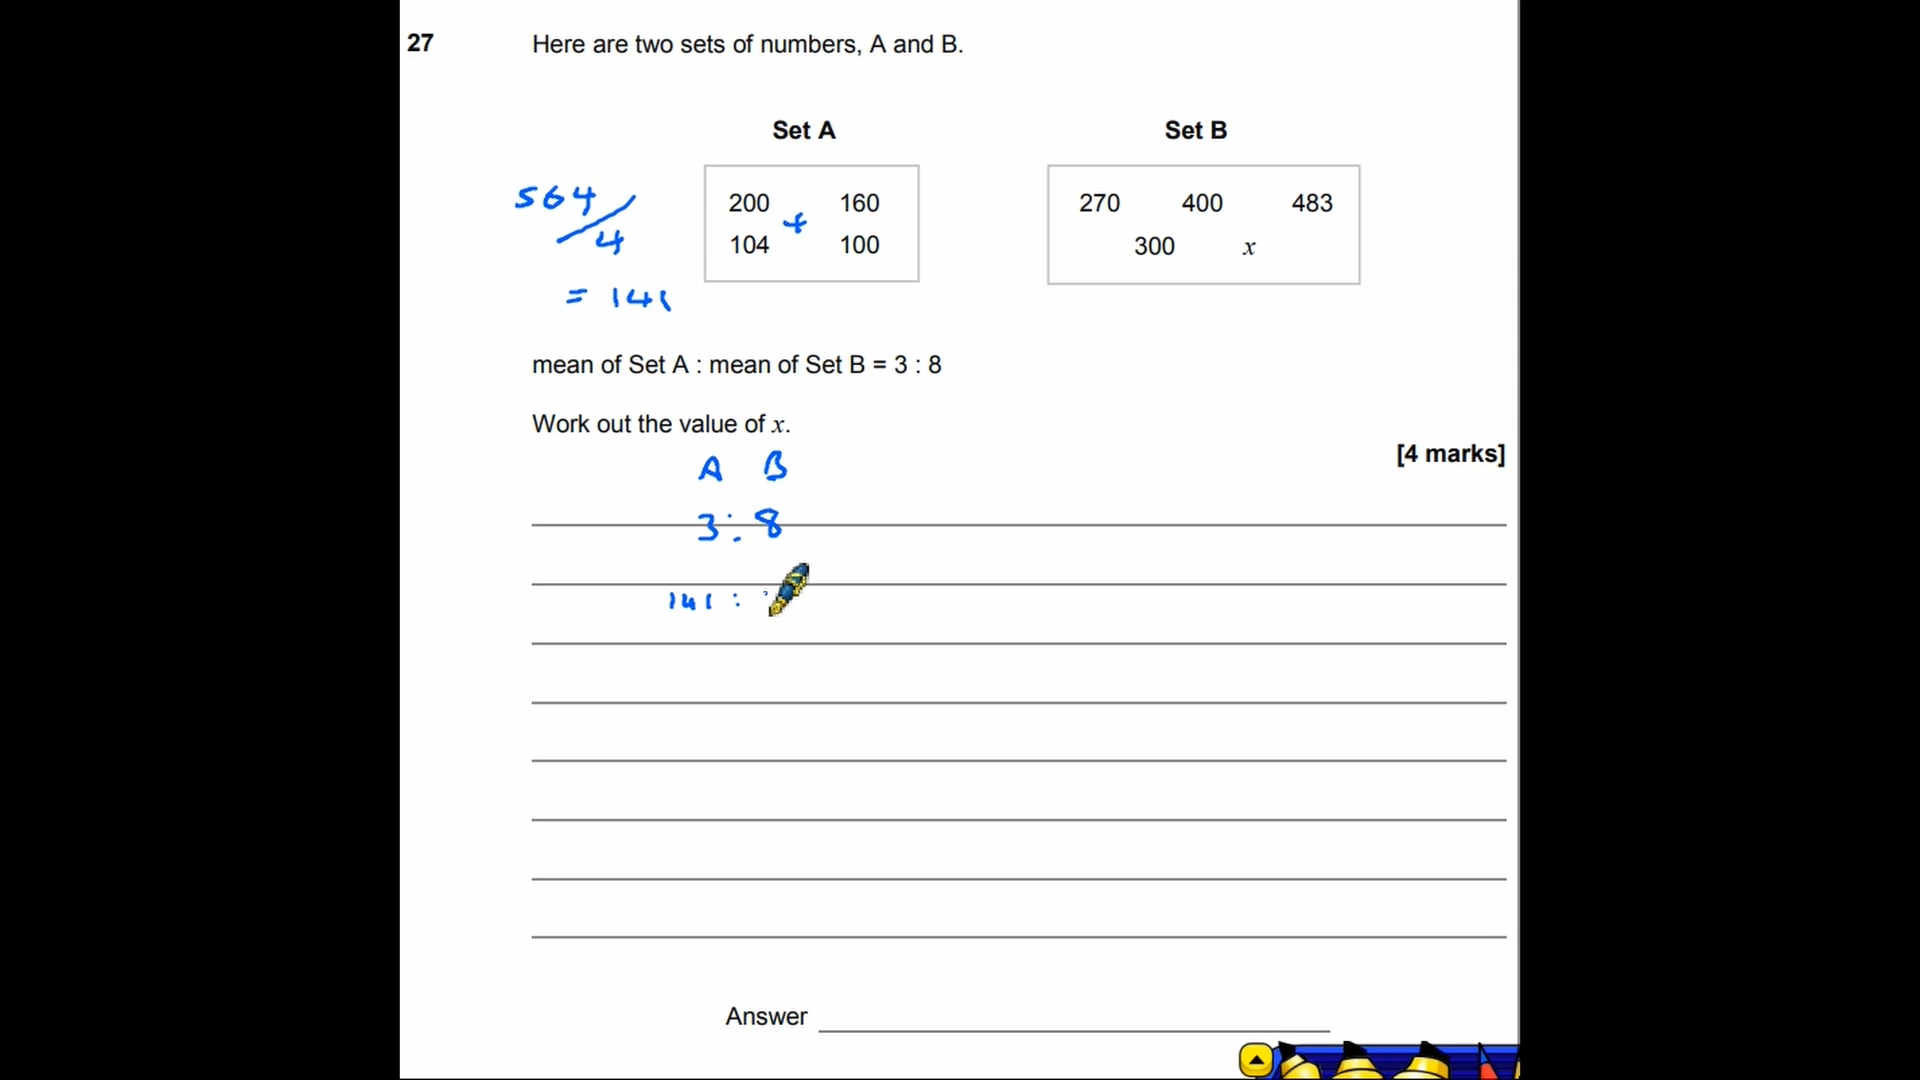 27 Here are two sets of numbers, A and B.
Set A Set B
564/4
= 141
200 + 160
104 100
270 400 483
300 x
mean of Set A : mean of Set B = 3 : 8
Work out the value of x.
[4 marks]
A B
3 : 8
141 :
Answer